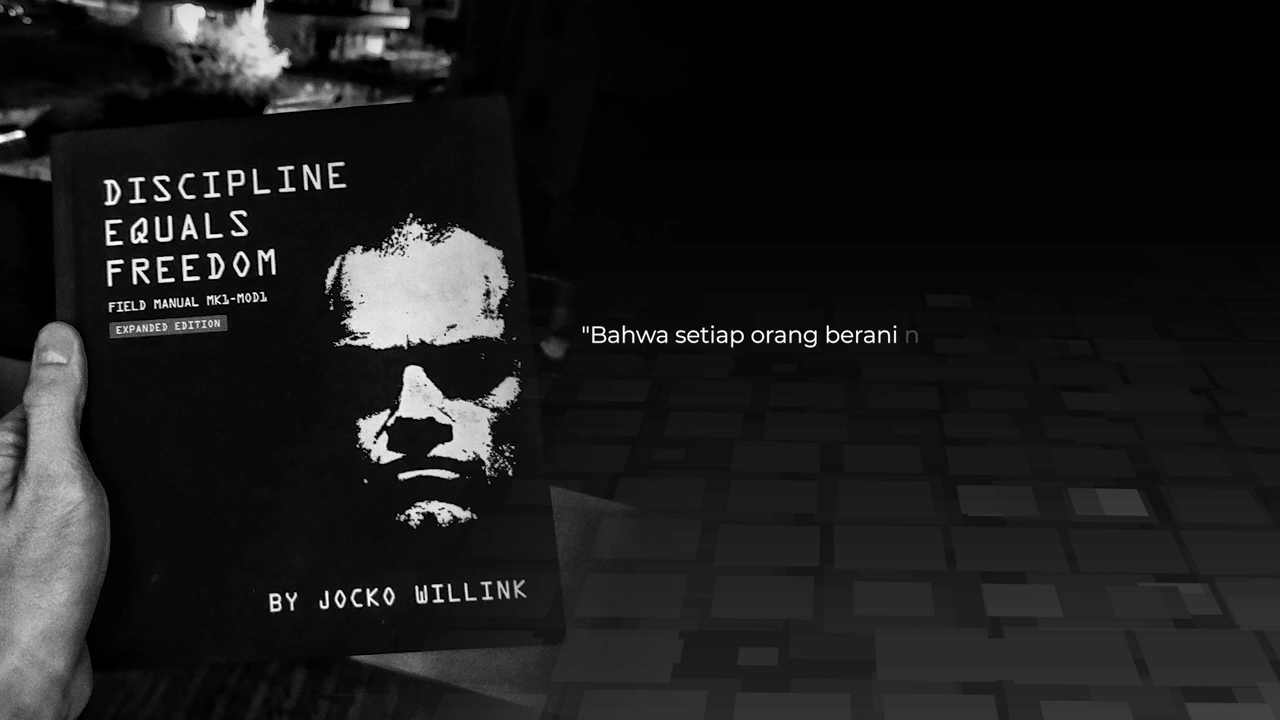 DISCIPLINE
EQUALS
FREEDOM
FIELD MANUAL MK1-MOD1
EXPANDED EDITION
BY JOCKO WILLINK
"Bahwa setiap orang berani n